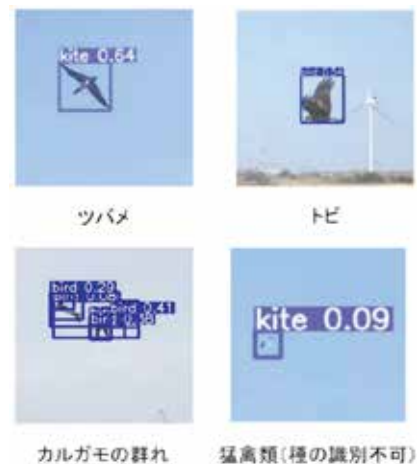 kite 0.64
ツバメ
トビ
bird 0.29
bird 0.41
カルガモの群れ
kite 0.09
猛禽類(種の識別不可)